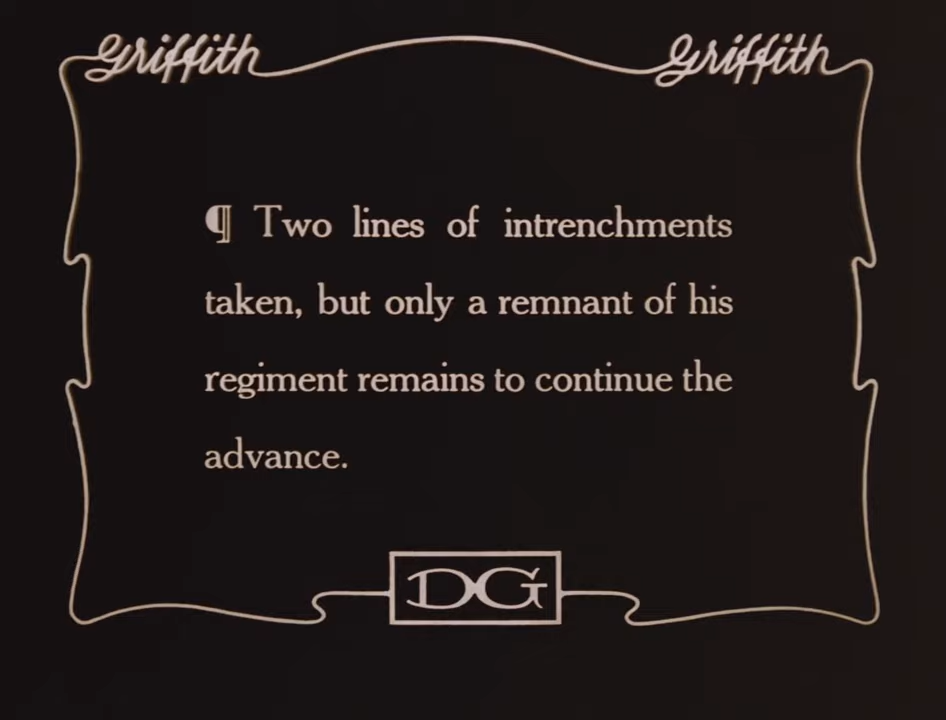 Griffith Griffith
¶ Two lines of intrenchments
taken, but only a remnant of his
regiment remains to continue the
advance.
DG